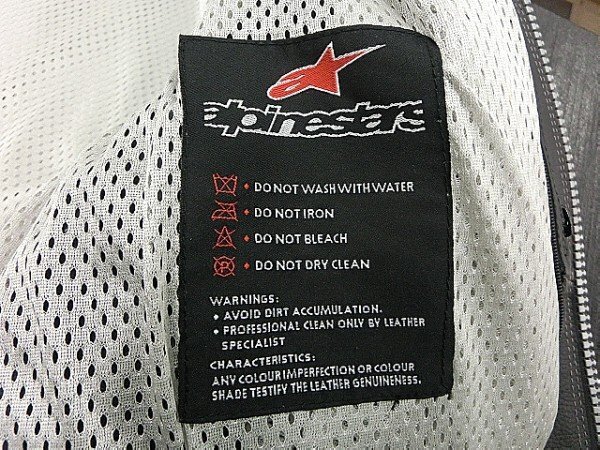 alpinestars
• DO NOT WASH WITH WATER
• DO NOT IRON
• DO NOT BLEACH
• DO NOT DRY CLEAN
WARNINGS:
• AVOID DIRT ACCUMULATION.
• PROFESSIONAL CLEAN ONLY BY LEATHER
SPECIALIST
CHARACTERISTICS:
ANY COLOUR IMPERFECTION OR COLOUR
SHADE TESTIFY THE LEATHER GENUINENESS.